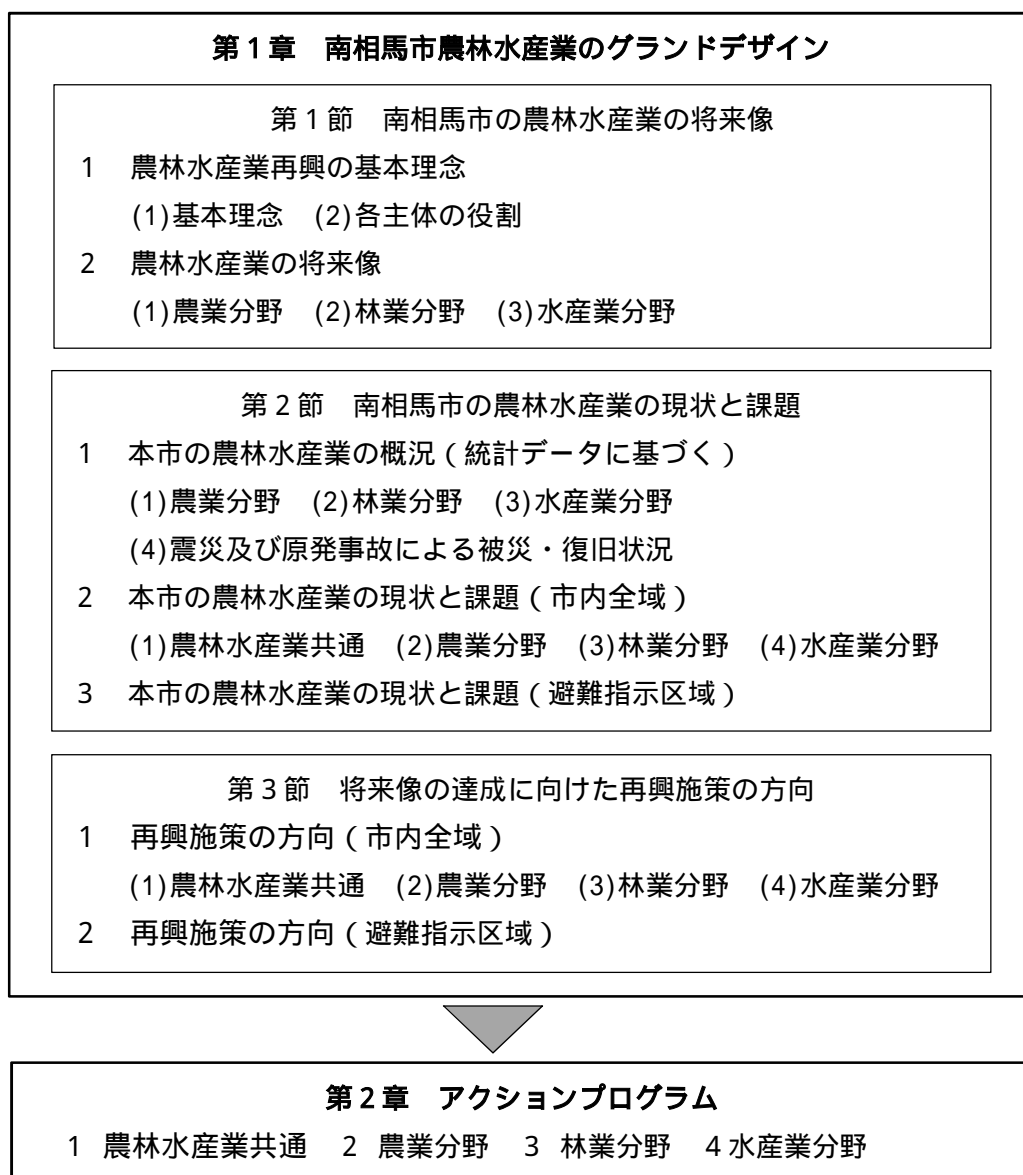 第1章　南相馬市農林水産業のグランドデザイン
第1節　南相馬市の農林水産業の将来像
1　農林水産業再興の基本理念
(1)基本理念　(2)各主体の役割
2　農林水産業の将来像
(1)農業分野　(2)林業分野　(3)水産業分野
第2節　南相馬市の農林水産業の現状と課題
1　本市の農林水産業の概況（統計データに基づく）
(1)農業分野　(2)林業分野　(3)水産業分野
(4)震災及び原発事故による被災・復旧状況
2　本市の農林水産業の現状と課題（市内全域）
(1)農林水産業共通　(2)農業分野　(3)林業分野　(4)水産業分野
3　本市の農林水産業の現状と課題（避難指示区域）
第3節　将来像の達成に向けた再興施策の方向
1　再興施策の方向（市内全域）
(1)農林水産業共通　(2)農業分野　(3)林業分野　(4)水産業分野
2　再興施策の方向（避難指示区域）
第2章　アクションプログラム
1　農林水産業共通　2　農業分野　3　林業分野　4水産業分野